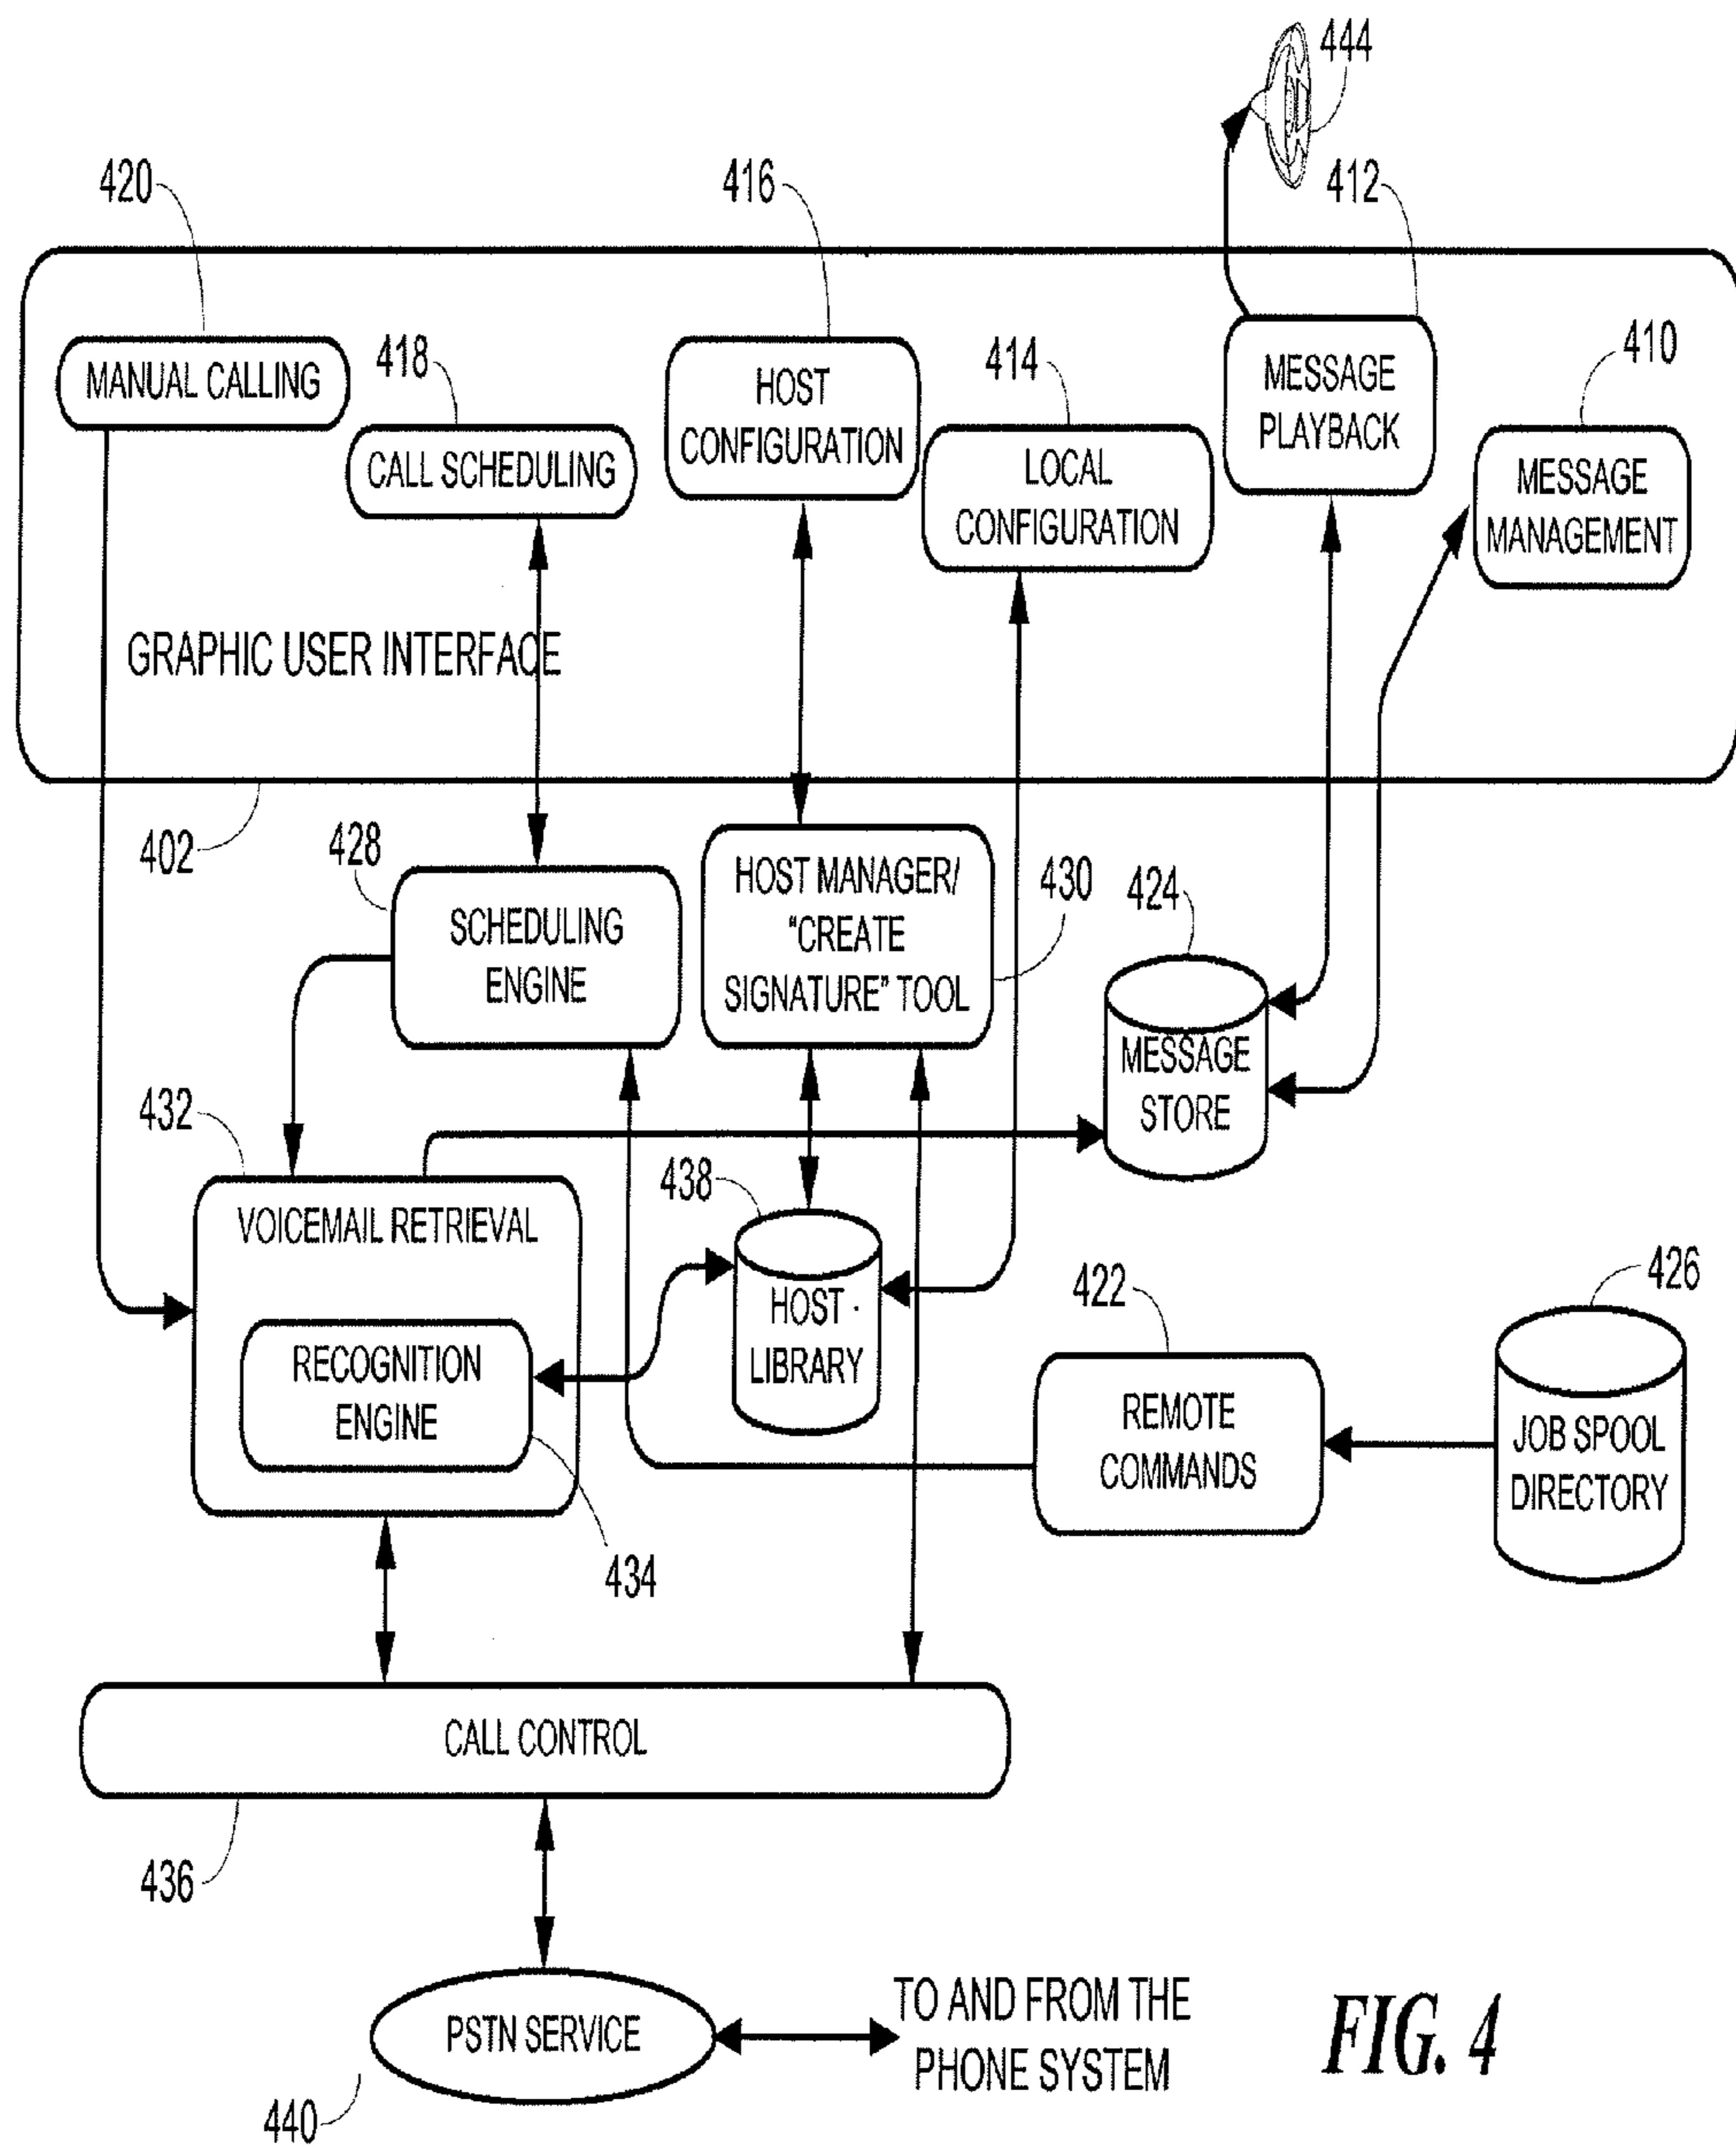 444
420
416
412
418
414
410
MANUAL CALLING
CALL SCHEDULING
HOST
CONFIGURATION
LOCAL
CONFIGURATION
MESSAGE
PLAYBACK
MESSAGE
MANAGEMENT
GRAPHIC USER INTERFACE
402
428
SCHEDULING
ENGINE
HOST MANAGER/
“CREATE
SIGNATURE” TOOL
430
424
MESSAGE
STORE
432
VOICEMAIL RETRIEVAL
438
HOST
LIBRARY
RECOGNITION
ENGINE
434
422
REMOTE
COMMANDS
426
JOB SPOOL
DIRECTORY
CALL CONTROL
436
PSTN SERVICE
440
TO AND FROM THE
PHONE SYSTEM
FIG. 4